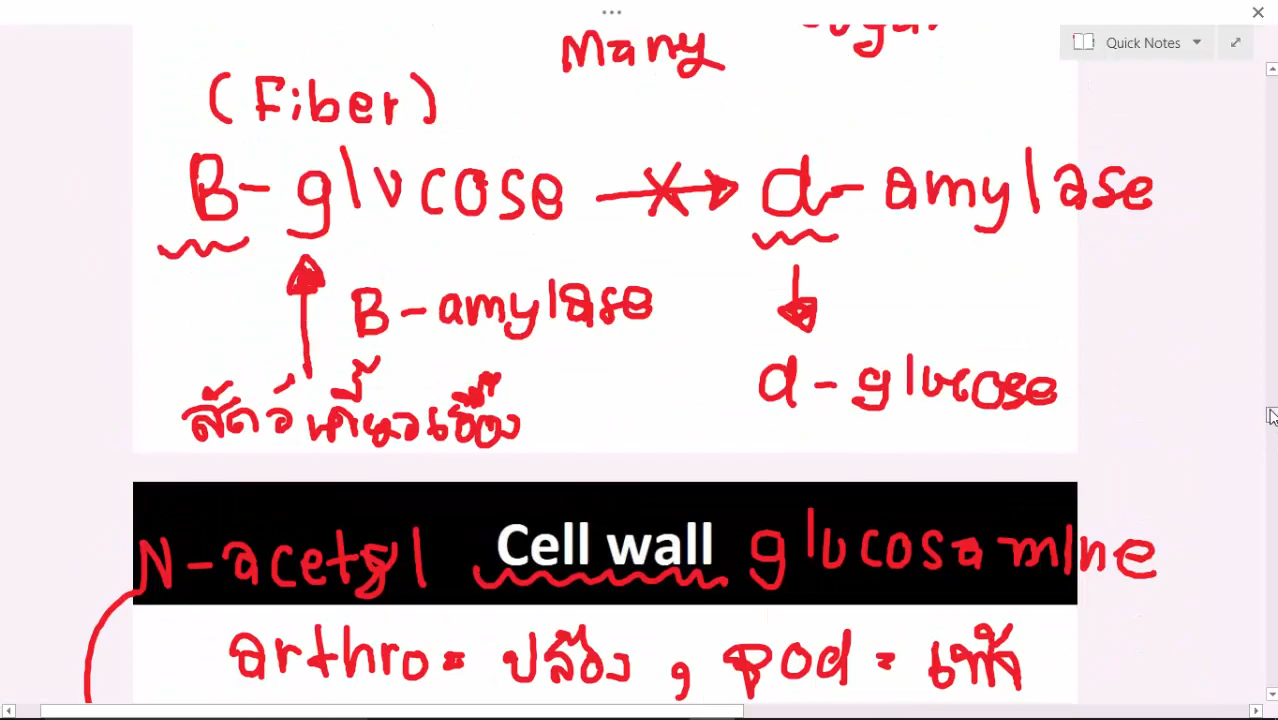 Quick Notes
Many
(Fiber)
B-glucose d-amylase
B-amylase
d-glucose
สัตว์เคี้ยวเอื้อง
N-acetyl Cell wall glucosamine
arthro = ปล้อง , pod = เท้า